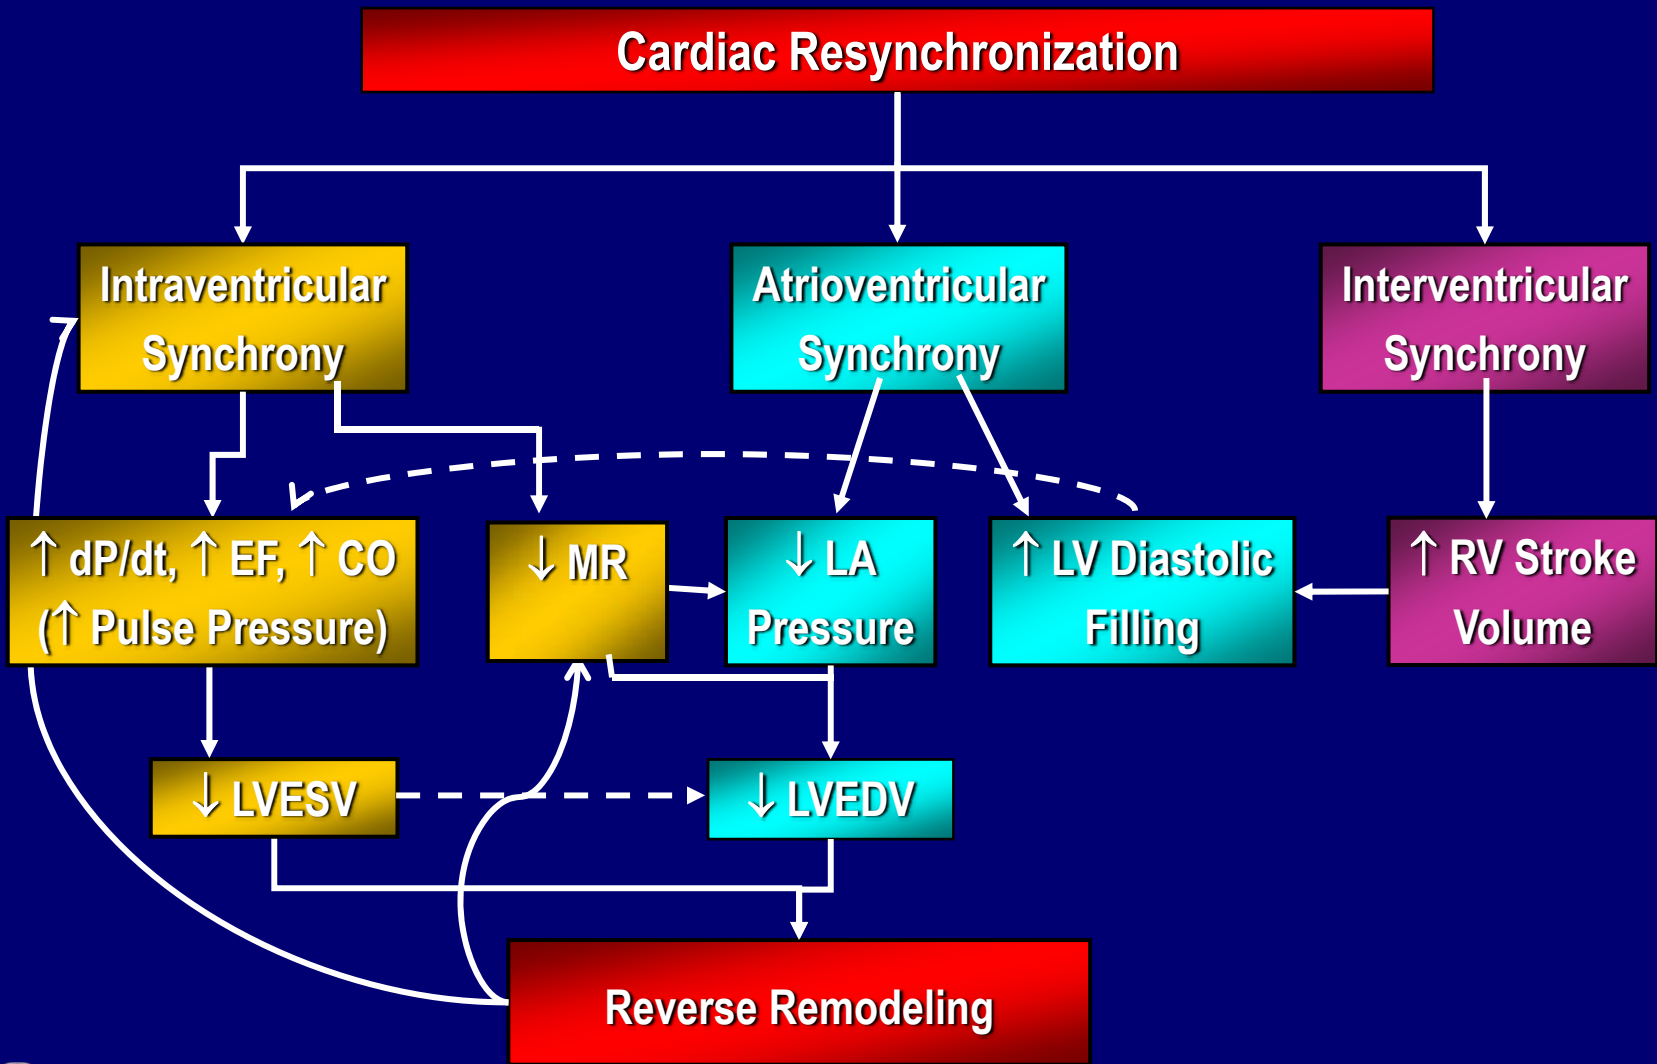 Cardiac Resynchronization
Intraventricular
Synchrony
Atrioventricular
Synchrony
Interventricular
Synchrony
↑ dP/dt, ↑ EF, ↑ CO
(↑ Pulse Pressure)
↓ MR
↓ LA
Pressure
↑ LV Diastolic
Filling
↑ RV Stroke
Volume
↓ LVESV
↓ LVEDV
Reverse Remodeling